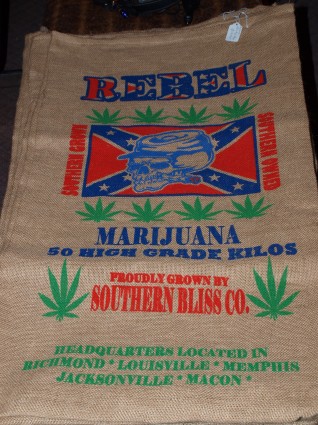 REBEL
SOUTHERN GROWN
SOUTHERN OWNED
MARIJUANA
50 HIGH GRADE KILOS
PROUDLY GROWN BY
SOUTHERN BLISS CO.
HEADQUARTERS LOCATED IN
RICHMOND * LOUISVILLE * MEMPHIS
JACKSONVILLE * MACON *